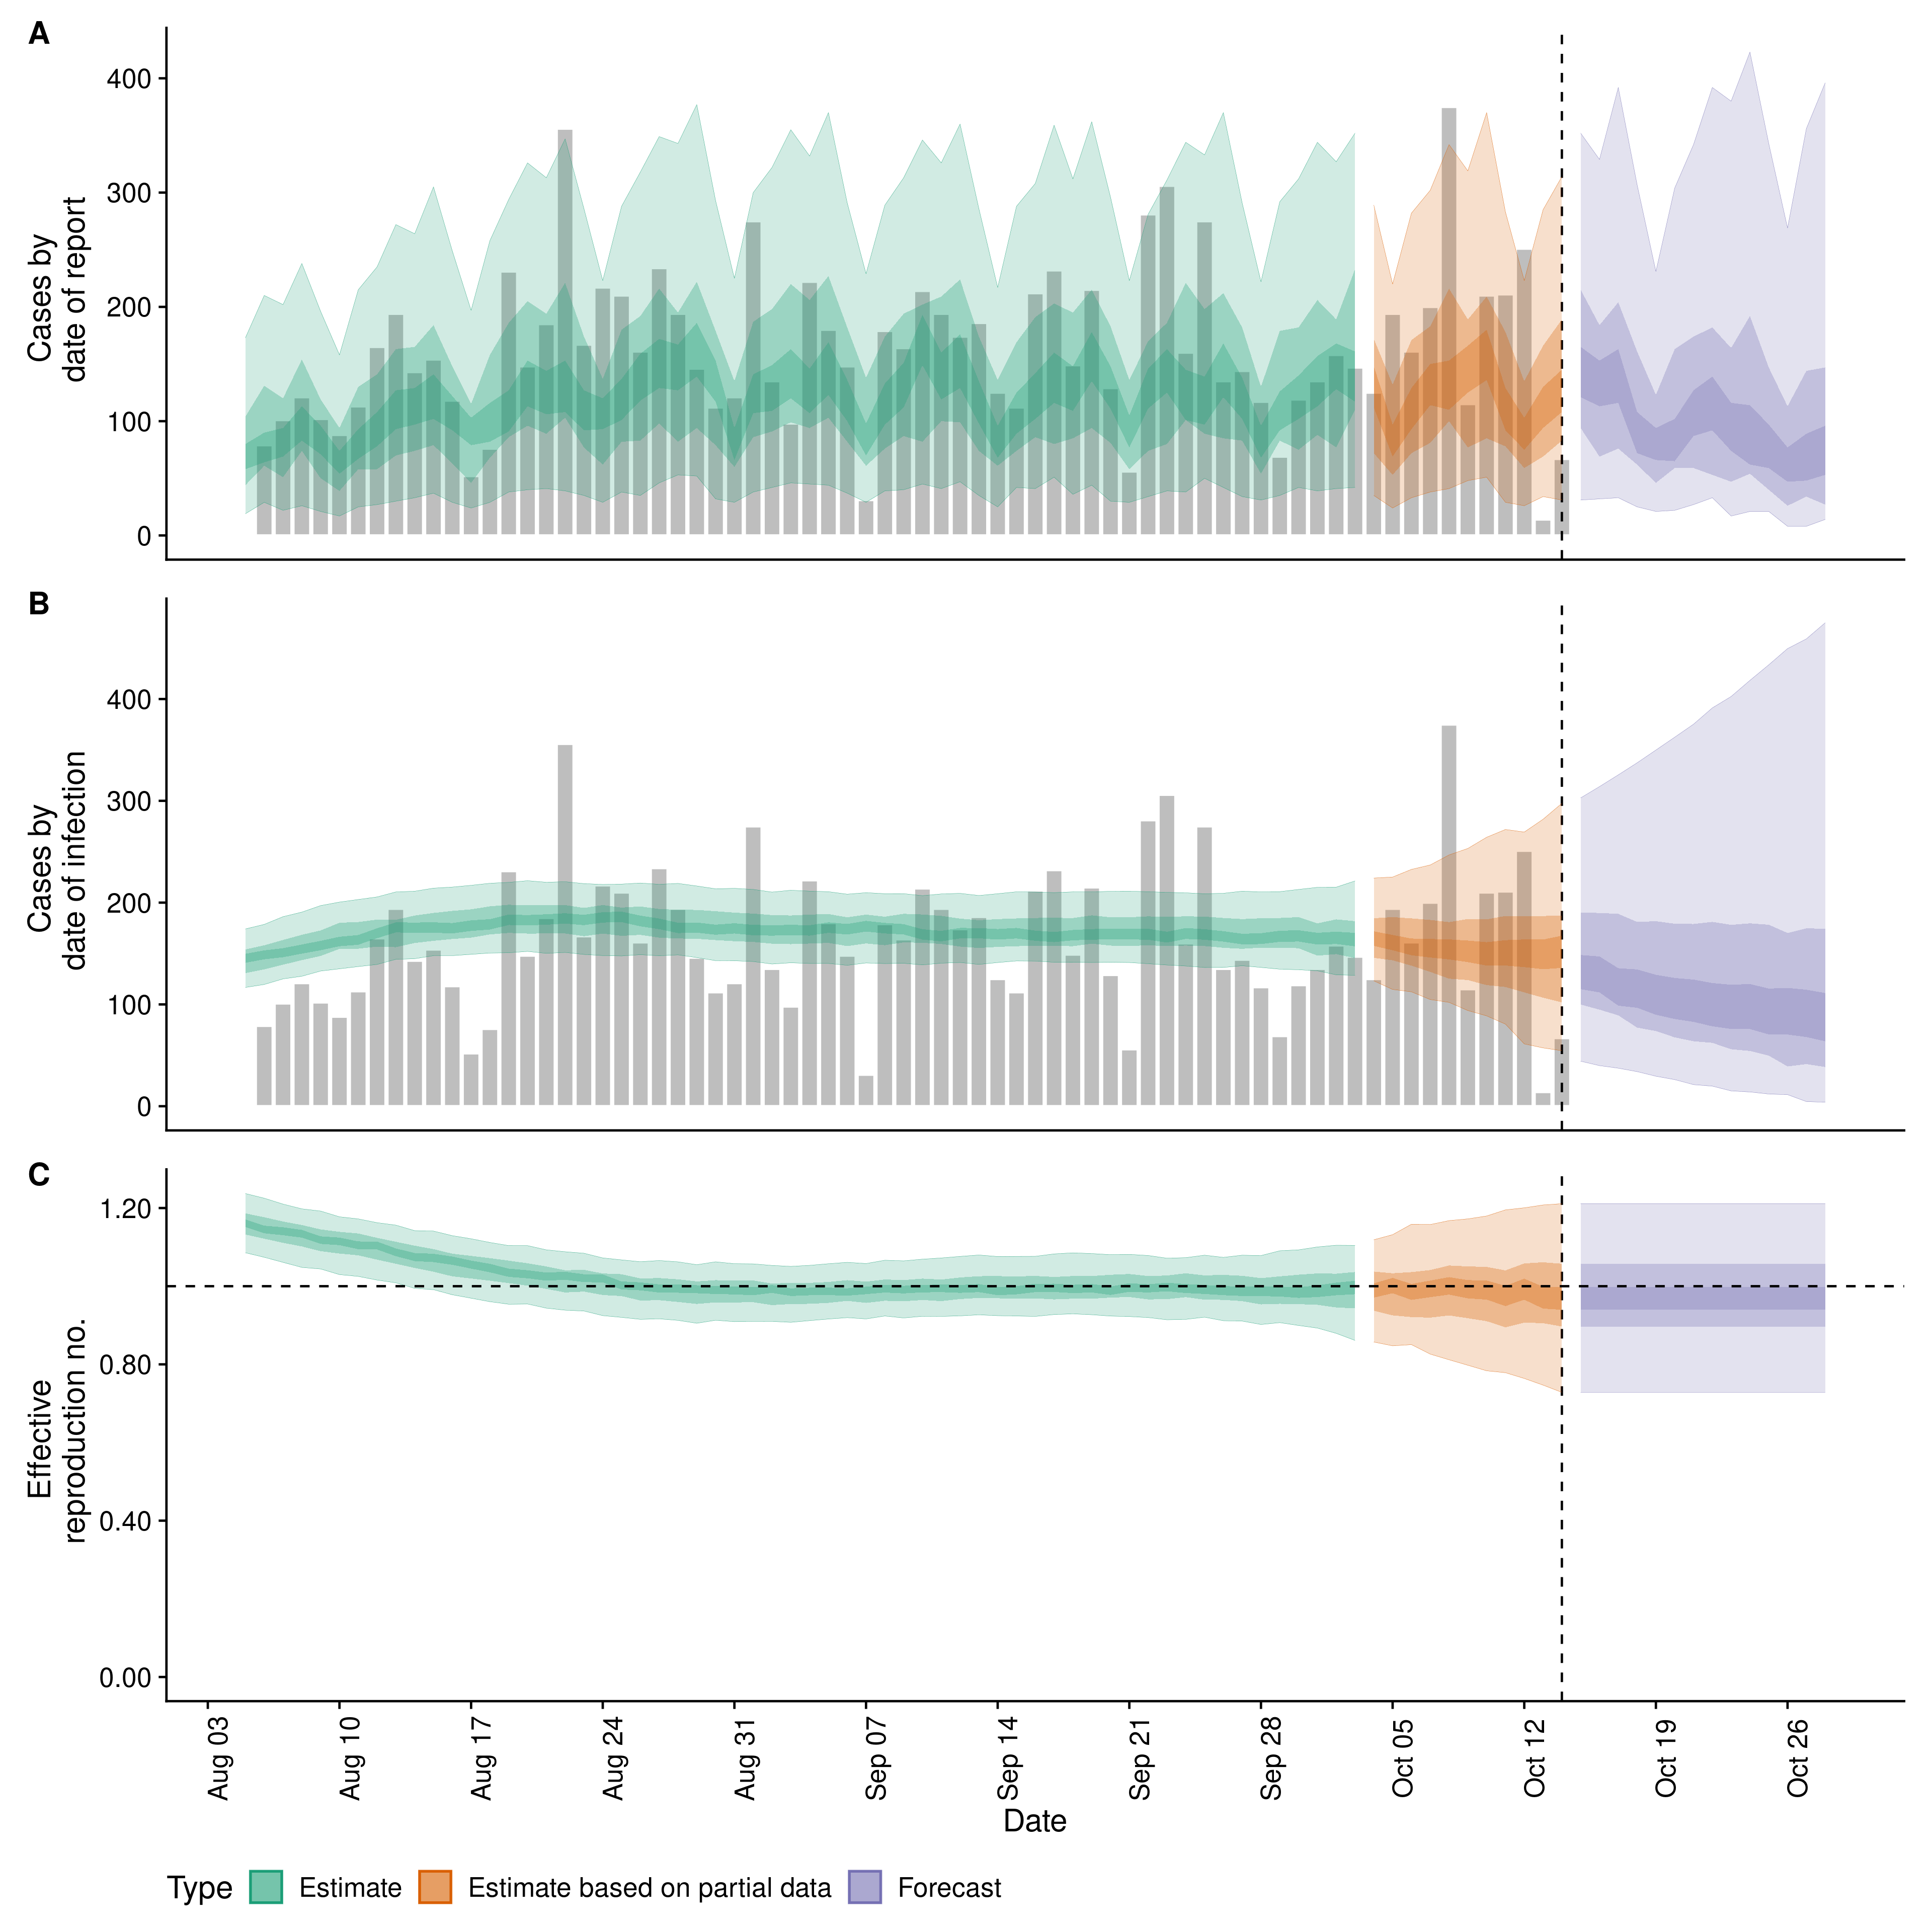 A
400
300
200
100
0
Cases by
date of report
B
400
300
200
100
0
Cases by
date of infection
C
1.20
0.80
0.40
0.00
Effective
reproduction no.
Aug 03
Aug 10
Aug 17
Aug 24
Aug 31
Sep 07
Sep 14
Sep 21
Sep 28
Oct 05
Oct 12
Oct 19
Oct 26
Date
Type Estimate Estimate based on partial data Forecast